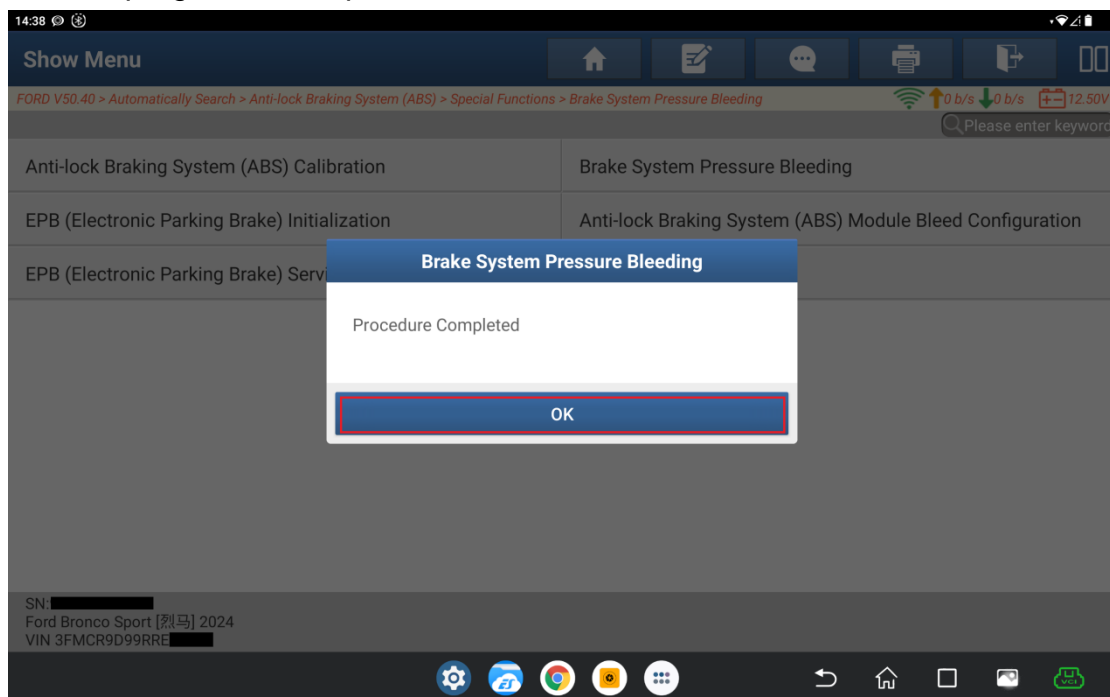 14:38
Show Menu
FORD V50.40 > Automatically Search > Anti-lock Braking System (ABS) > Special Functions > Brake System Pressure Bleeding
0 b/s 0 b/s 12.50V
Please enter keyword
Anti-lock Braking System (ABS) Calibration
Brake System Pressure Bleeding
EPB (Electronic Parking Brake) Initialization
Anti-lock Braking System (ABS) Module Bleed Configuration
EPB (Electronic Parking Brake) Servi
Brake System Pressure Bleeding
Procedure Completed
OK
SN:
Ford Bronco Sport [烈马] 2024
VIN 3FMCR9D99RRE
ES
VCI